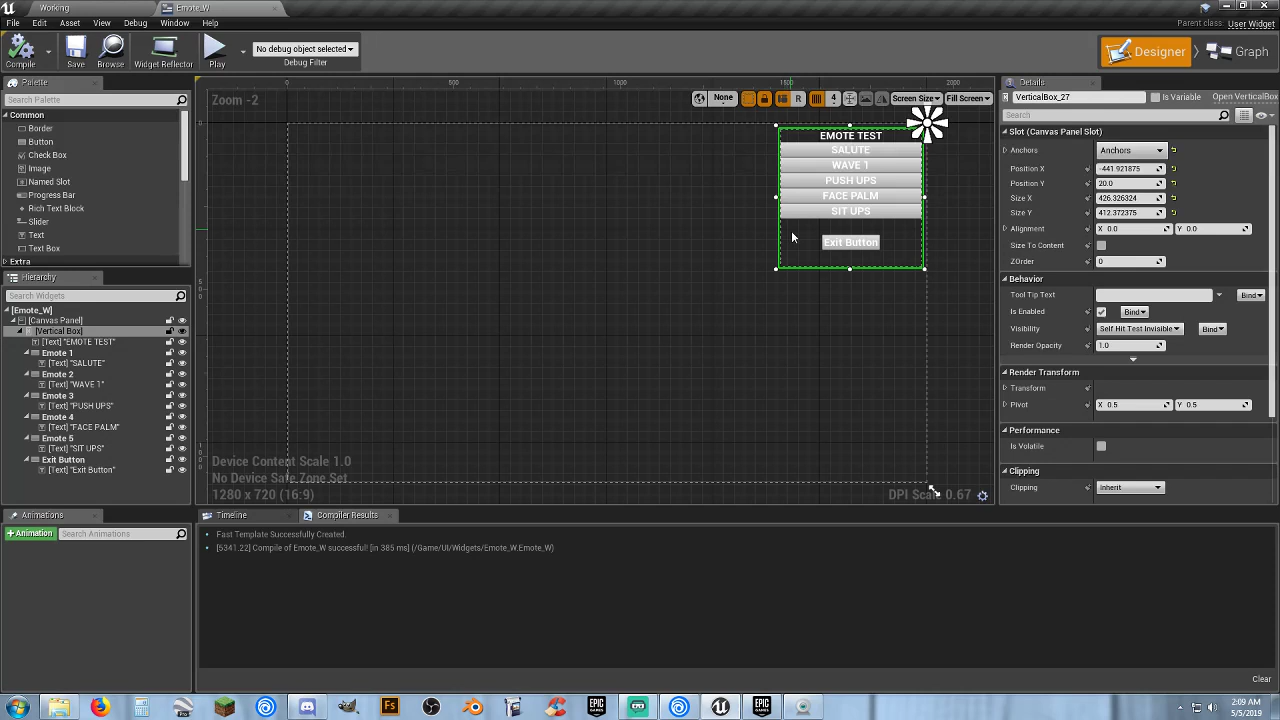 Working
Emote_W
File Edit Asset View Debug Window Help
Parent class: User Widget
Compile
Save
Browse
Widget Reflector
Play
No debug object selected
Debug Filter
Designer
Graph
Palette
Search Palette
Common
Border
Button
Check Box
Image
Named Slot
Progress Bar
Rich Text Block
Slider
Text
Text Box
Extra
Hierarchy
Search Widgets
[Emote_W]
[Canvas Panel]
[Vertical Box]
[Text] "EMOTE TEST"
Emote 1
[Text] "SALUTE"
Emote 2
[Text] "WAVE 1"
Emote 3
[Text] "PUSH UPS"
Emote 4
[Text] "FACE PALM"
Emote 5
[Text] "SIT UPS"
Exit Button
[Text] "Exit Button"
Animations
+Animation
Search Animations
0 500 1000 1500 2000
Zoom -2
None
R
4
Screen Size
Fill Screen
EMOTE TEST
SALUTE
WAVE 1
PUSH UPS
FACE PALM
SIT UPS
Exit Button
Device Content Scale 1.0
No Device Safe Zone Set
1280 x 720 (16:9)
DPI Scale 0.67
Timeline
Compiler Results
Fast Template Successfully Created.
[5341.22] Compile of Emote_W successful! [in 385 ms] (/Game/UI/Widgets/Emote_W.Emote_W)
Clear
Details
VerticalBox_27
Is Variable
Open VerticalBox
Search
Slot (Canvas Panel Slot)
Anchors Anchors
Position X -441.921875
Position Y 20.0
Size X 426.326324
Size Y 412.372375
Alignment X 0.0 Y 0.0
Size To Content
ZOrder 0
Behavior
Tool Tip Text Bind
Is Enabled Bind
Visibility Self Hit Test Invisible Bind
Render Opacity 1.0
Render Transform
Transform
Pivot X 0.5 Y 0.5
Performance
Is Volatile
Clipping
Clipping Inherit
2:09 AM
5/5/2019